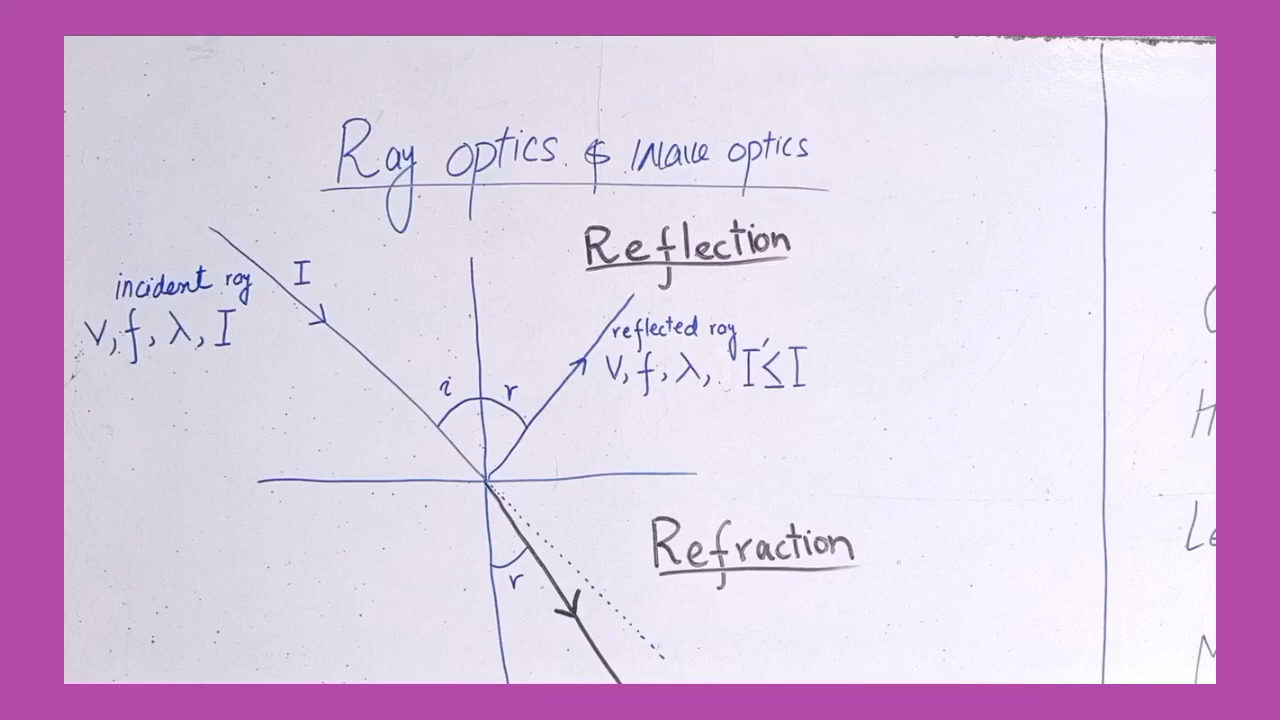 Ray optics & wave optics
Reflection
incident ray
I
v, f, λ, I
reflected ray
v, f, λ, I'≤I
i
r
Refraction
r